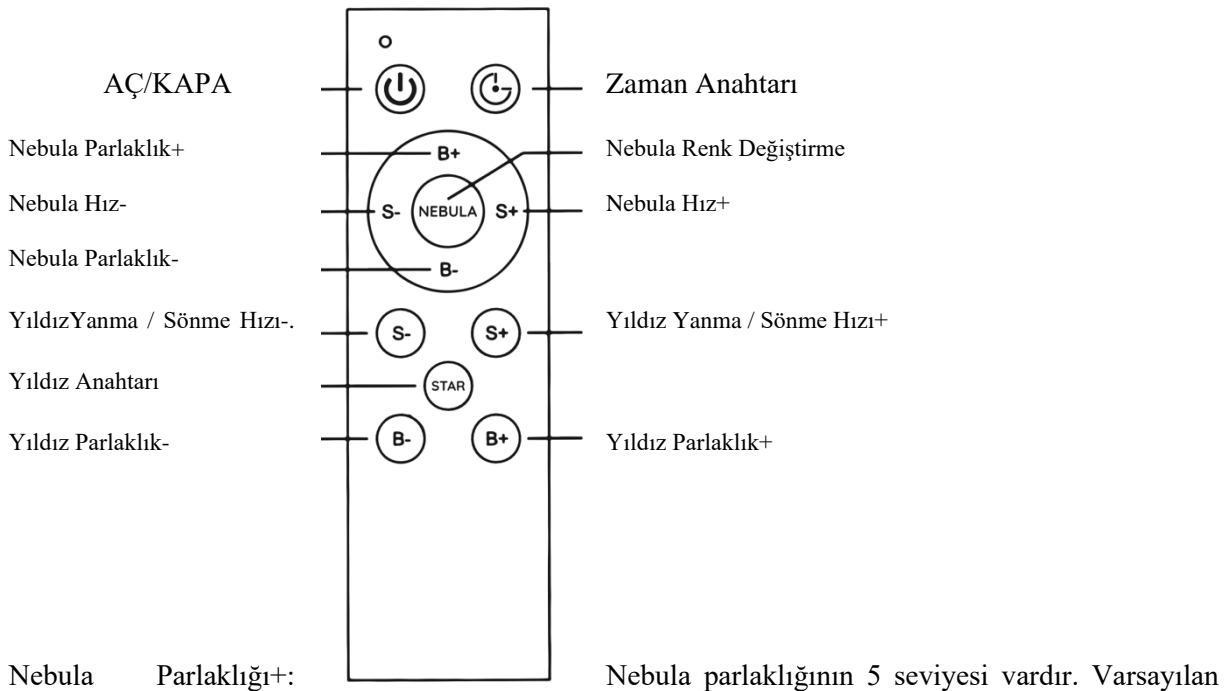 AÇ/KAPA
Zaman Anahtarı
Nebula Parlaklık+
B+
Nebula Renk Değiştirme
Nebula Hız-
S-
NEBULA
S+
Nebula Hız+
Nebula Parlaklık-
B-
YıldızYanma / Sönme Hızı-.
S-
S+
Yıldız Yanma / Sönme Hızı+
Yıldız Anahtarı
STAR
Yıldız Parlaklık-
B-
B+
Yıldız Parlaklık+
Nebula Parlaklığı+:
Nebula parlaklığının 5 seviyesi vardır. Varsayılan